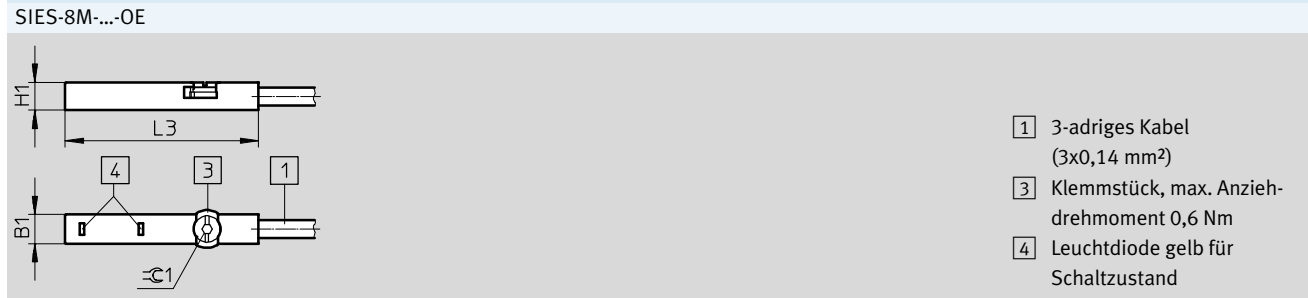 SIES-8M-...-OE
H1
L3
4 3 1
B1
=©1
1 3-adriges Kabel
(3x0,14 mm²)
3 Klemmstück, max. Anzieh-
drehmoment 0,6 Nm
4 Leuchtdiode gelb für
Schaltzustand